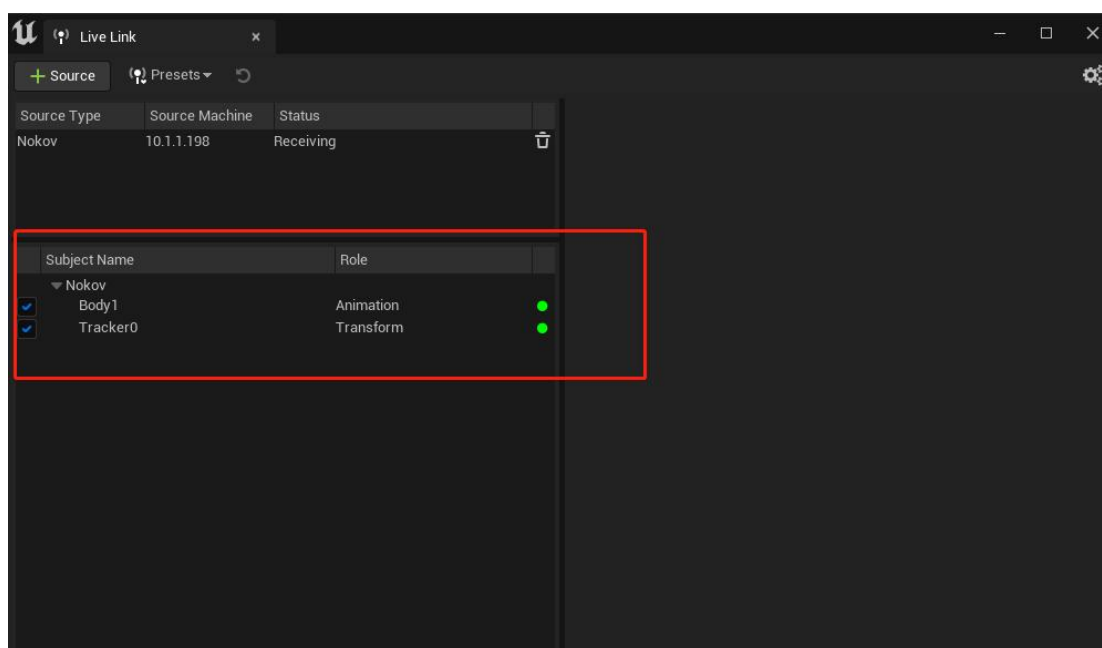 Live Link
Source Presets
Source Type Source Machine Status
Nokov 10.1.1.198 Receiving
Subject Name Role
Nokov
Body1 Animation
Tracker0 Transform